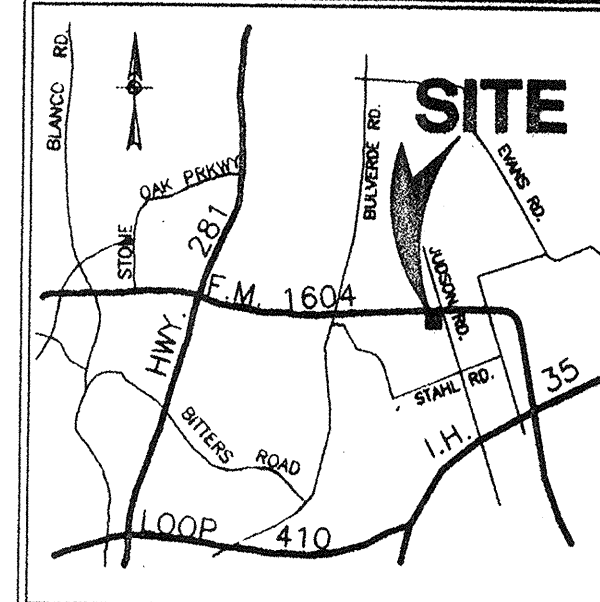 BLANCO RD.
SITE
BULVERDE RD.
EVANS RD.
OAK PRKWY
STONE
281
HWY.
JUDSON RD.
F.M. 1604
STAHL RD.
35
I.H.
BITTERS ROAD
LOOP 410